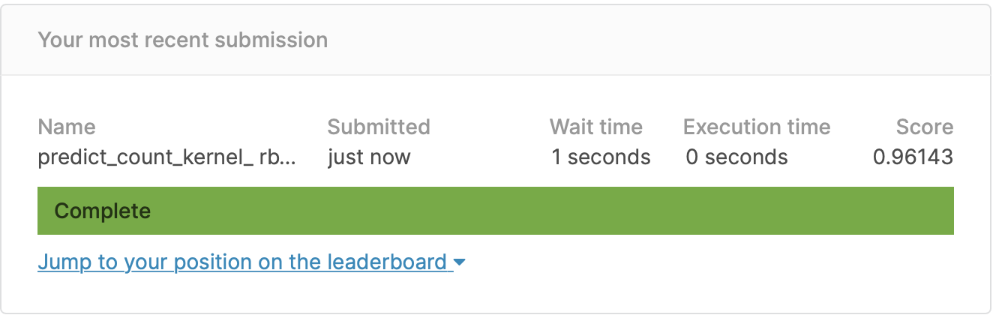 Your most recent submission
Name Submitted Wait time Execution time Score
predict_count_kernel_ rb... just now 1 seconds 0 seconds 0.96143
Complete
Jump to your position on the leaderboard